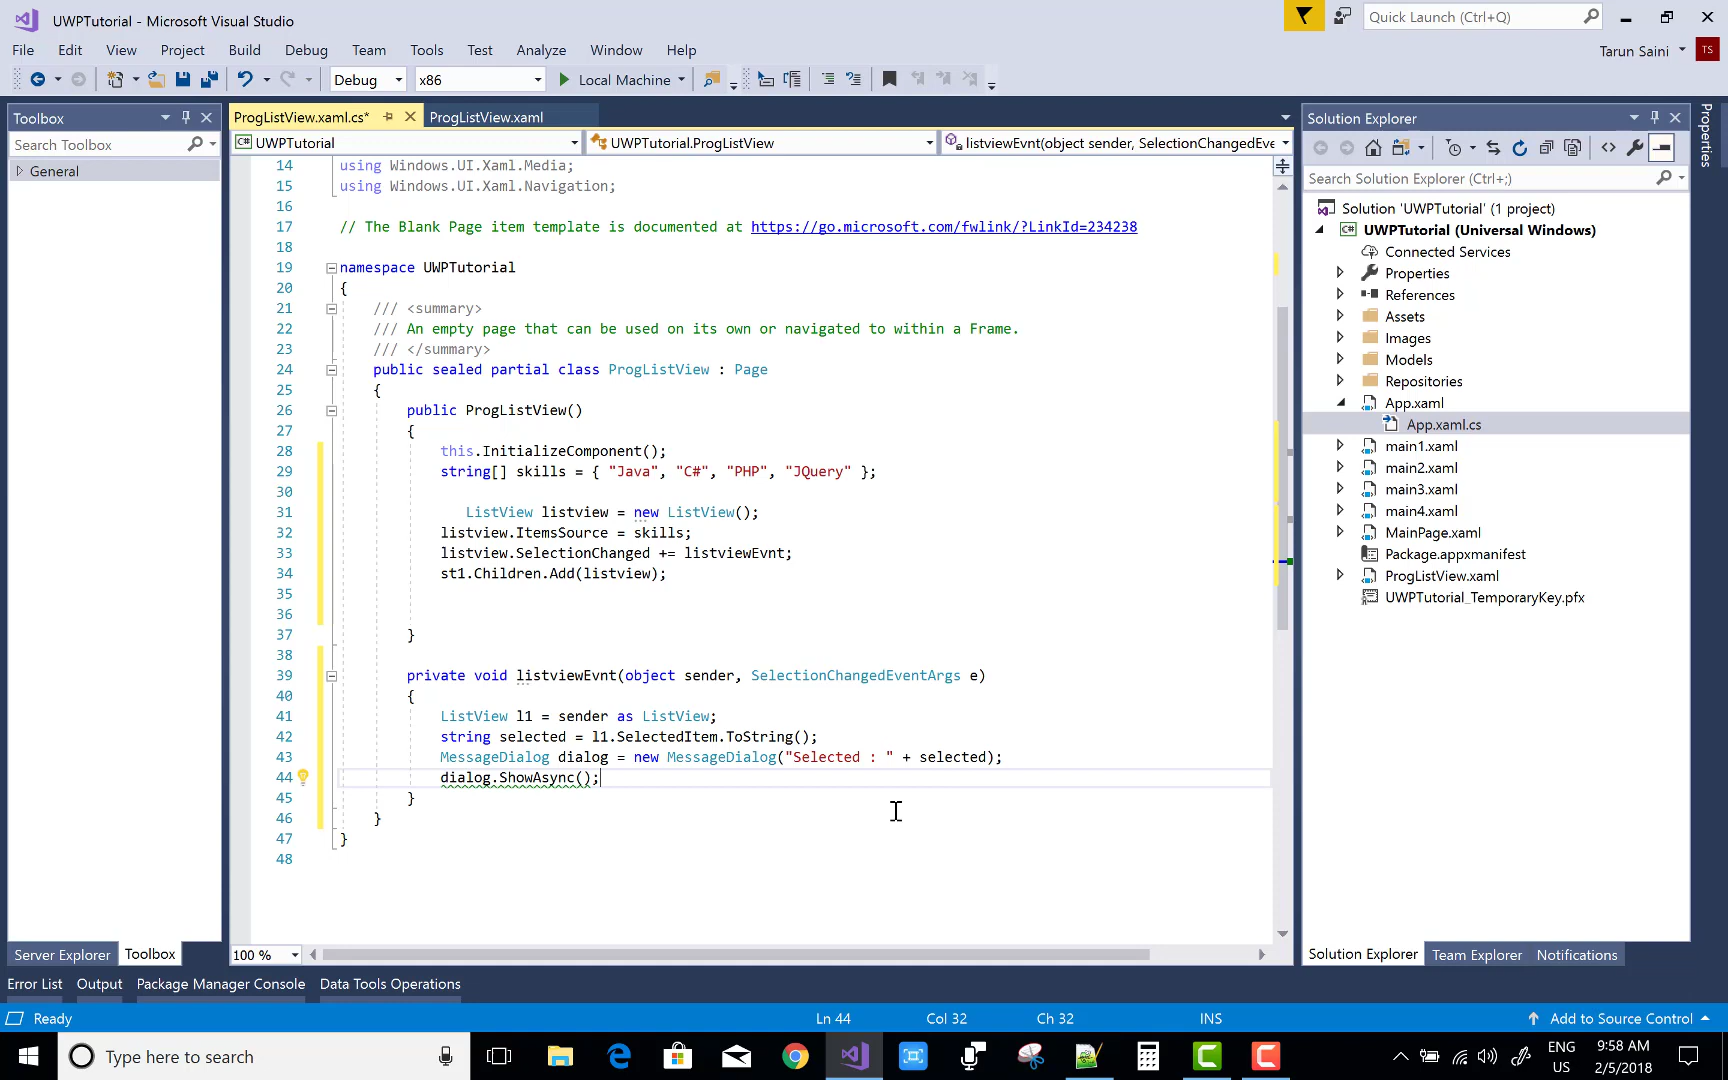 UWPTutorial - Microsoft Visual Studio
Quick Launch (Ctrl+Q)
File Edit View Project Build Debug Team Tools Test Analyze Window Help
Tarun Saini TS
Debug x86 Local Machine
Toolbox
Search Toolbox
General
ProgListView.xaml.cs* ProgListView.xaml
C# UWPTutorial UWPTutorial.ProgListView listviewEvnt(object sender, SelectionChangedEve
14 using Windows.UI.Xaml.Media;
15 using Windows.UI.Xaml.Navigation;
16
17 // The Blank Page item template is documented at https://go.microsoft.com/fwlink/?LinkId=234238
18
19 namespace UWPTutorial
20 {
21 /// <summary>
22 /// An empty page that can be used on its own or navigated to within a Frame.
23 /// </summary>
24 public sealed partial class ProgListView : Page
25 {
26 public ProgListView()
27 {
28 this.InitializeComponent();
29 string[] skills = { "Java", "C#", "PHP", "JQuery" };
30
31 ListView listview = new ListView();
32 listview.ItemsSource = skills;
33 listview.SelectionChanged += listviewEvnt;
34 st1.Children.Add(listview);
35
36
37 }
38
39 private void listviewEvnt(object sender, SelectionChangedEventArgs e)
40 {
41 ListView l1 = sender as ListView;
42 string selected = l1.SelectedItem.ToString();
43 MessageDialog dialog = new MessageDialog("Selected : " + selected);
44 dialog.ShowAsync();
45 }
46 }
47 }
48
100 %
Server Explorer Toolbox
Solution Explorer
Search Solution Explorer (Ctrl+;)
Solution 'UWPTutorial' (1 project)
C# UWPTutorial (Universal Windows)
Connected Services
Properties
References
Assets
Images
Models
Repositories
App.xaml
App.xaml.cs
main1.xaml
main2.xaml
main3.xaml
main4.xaml
MainPage.xaml
Package.appxmanifest
ProgListView.xaml
UWPTutorial_TemporaryKey.pfx
Solution Explorer Team Explorer Notifications
Properties
Error List Output Package Manager Console Data Tools Operations
Ready Ln 44 Col 32 Ch 32 INS Add to Source Control
Type here to search
ENG
US
9:58 AM
2/5/2018